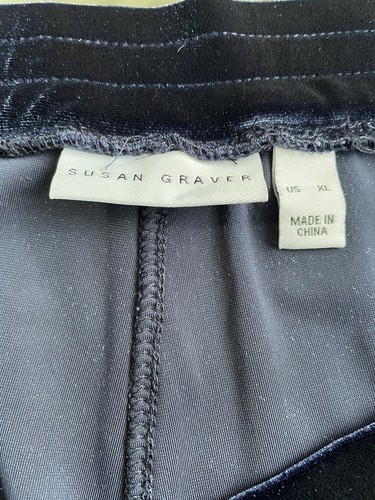 SUSAN GRAVER
US XL
MADE IN
CHINA